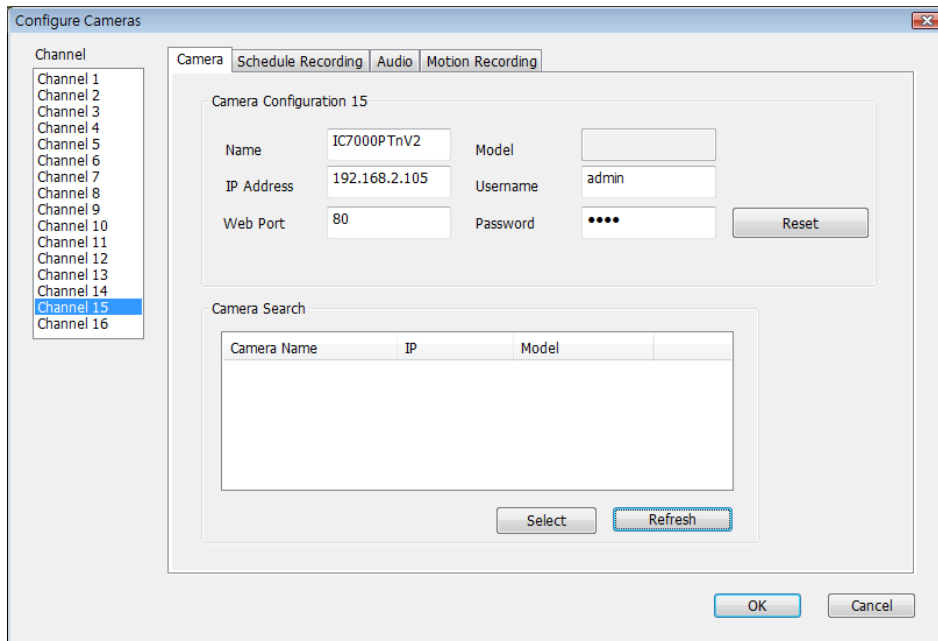 Configure Cameras
Channel
Channel 1
Channel 2
Channel 3
Channel 4
Channel 5
Channel 6
Channel 7
Channel 8
Channel 9
Channel 10
Channel 11
Channel 12
Channel 13
Channel 14
Channel 15
Channel 16
Camera Schedule Recording Audio Motion Recording
Camera Configuration 15
Name IC7000PTnV2 Model
IP Address 192.168.2.105 Username admin
Web Port 80 Password •••• Reset
Camera Search
Camera Name IP Model
Select Refresh
OK Cancel